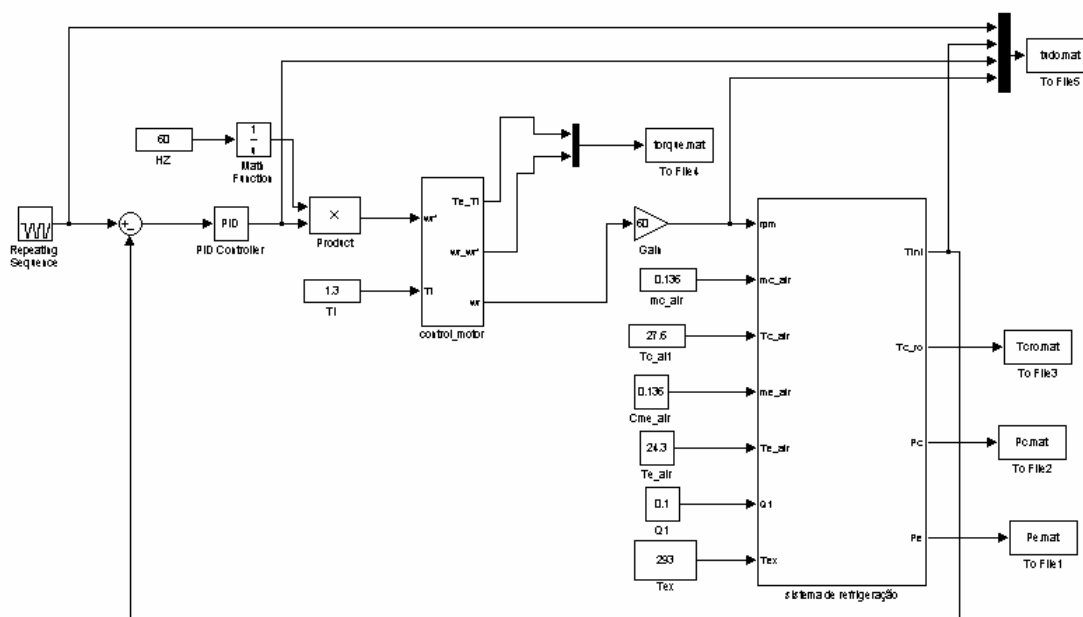 tudo.mat
To File5
60
HZ
1
u
Math
Function
torque.mat
To File4
Repeating
Sequence
+
-
PID
PID Controller
×
Product
1.3
Tl
wr*
Tl
Te_Tl
wr_wr*
wr
control_motor
60
Gain
0.136
mc_air
27.6
Tc_ai1
0.136
Cme_air
24.3
Te_air
0.1
Q1
293
Tex
rpm
mc_air
Tc_air
me_air
Te_air
Q1
Tex
Tint
Tc_ro
Pc
Pe
sistema de refrigeração
Tcro.mat
To File3
Pc.mat
To File2
Pe.mat
To File1